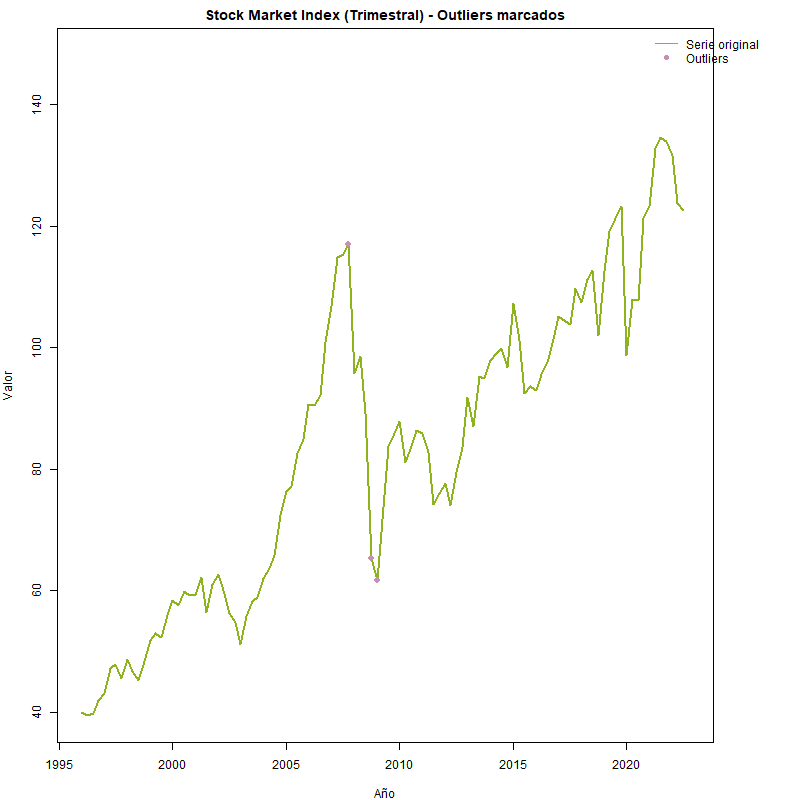 Stock Market Index (Trimestral) - Outliers marcados
Serie original
Outliers
140
120
100
80
60
40
Valor
1995
2000
2005
2010
2015
2020
Año